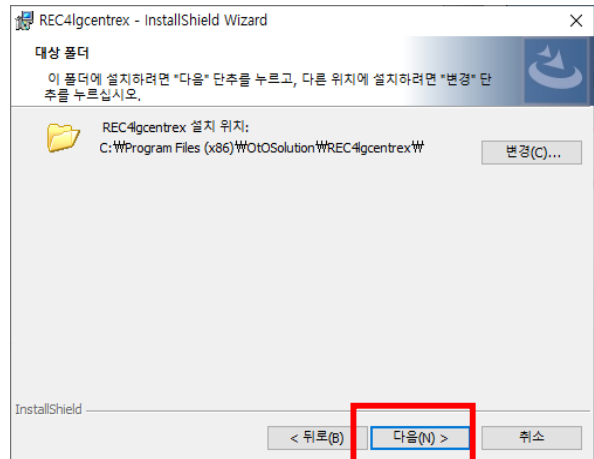 REC4lgcentrex - InstallShield Wizard
대상 폴더
이 폴더에 설치하려면 "다음" 단추를 누르고, 다른 위치에 설치하려면 "변경" 단
추를 누르십시오.
REC4lgcentrex 설치 위치:
C:₩Program Files (x86)₩OtOSolution₩REC4lgcentrex₩
변경(C)...
InstallShield
< 뒤로(B)
다음(N) >
취소